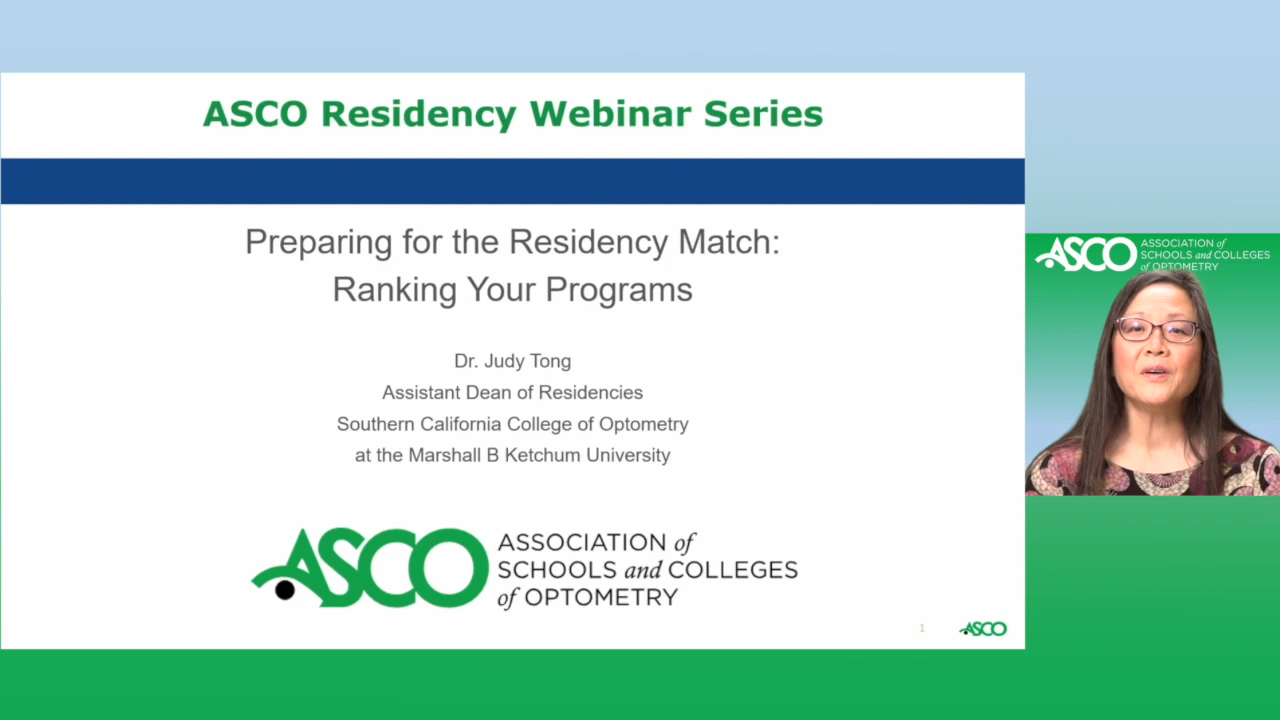 ASCO Residency Webinar Series
Preparing for the Residency Match:
Ranking Your Programs
Dr. Judy Tong
Assistant Dean of Residencies
Southern California College of Optometry
at the Marshall B Ketchum University
ASCO
ASSOCIATION of
SCHOOLS and COLLEGES
of OPTOMETRY
1
ASCO
ASCO
ASSOCIATION of
SCHOOLS and COLLEGES
of OPTOMETRY